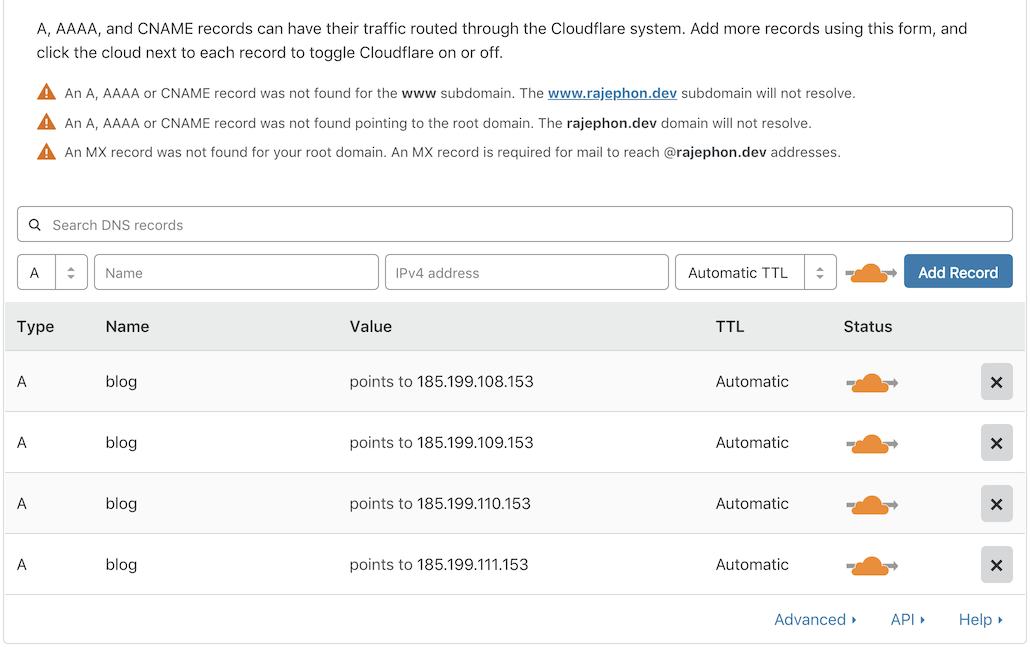 A, AAAA, and CNAME records can have their traffic routed through the Cloudflare system. Add more records using this form, and
click the cloud next to each record to toggle Cloudflare on or off.
An A, AAAA or CNAME record was not found for the www subdomain. The www.rajephon.dev subdomain will not resolve.
An A, AAAA or CNAME record was not found pointing to the root domain. The rajephon.dev domain will not resolve.
An MX record was not found for your root domain. An MX record is required for mail to reach @rajephon.dev addresses.
Search DNS records
A Name IPv4 address Automatic TTL Add Record
Type Name Value TTL Status
A blog points to 185.199.108.153 Automatic
A blog points to 185.199.109.153 Automatic
A blog points to 185.199.110.153 Automatic
A blog points to 185.199.111.153 Automatic
Advanced API Help